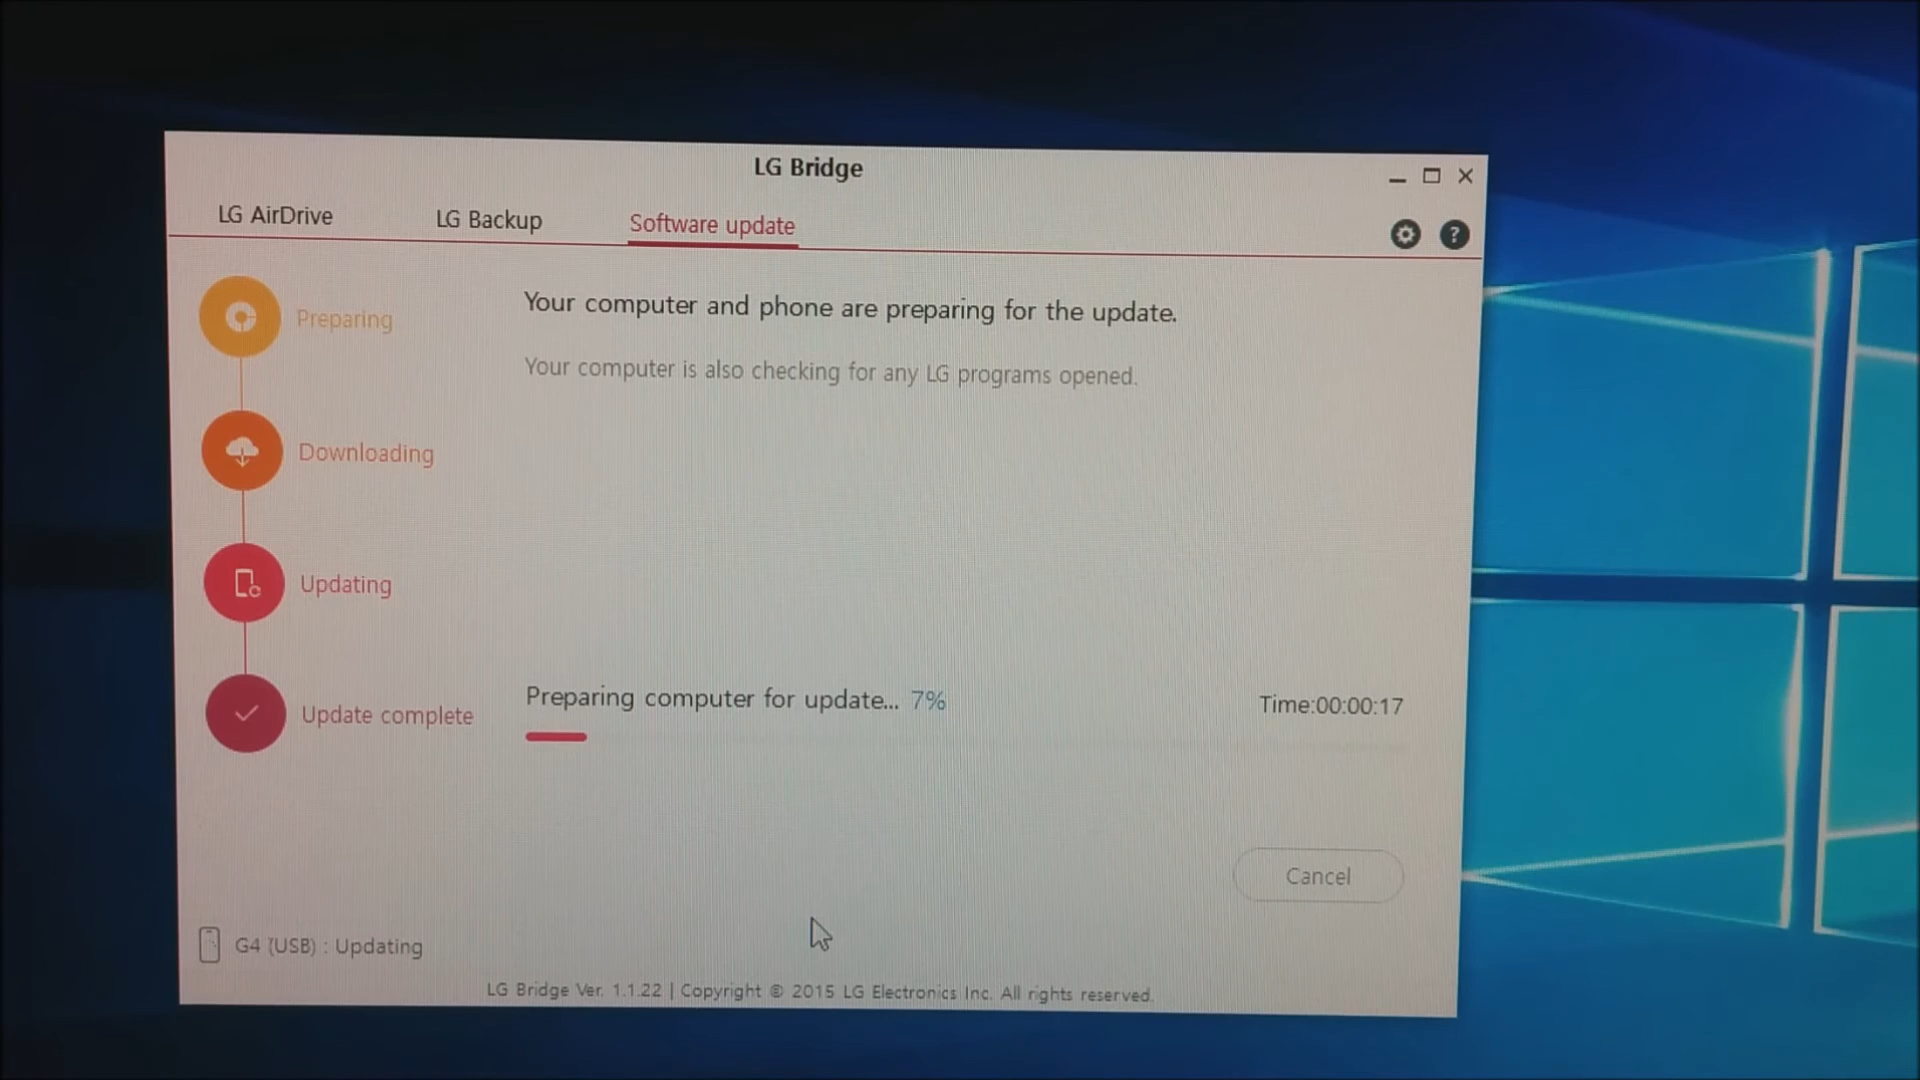 LG Bridge
LG AirDrive
LG Backup
Software update
?
Preparing
Your computer and phone are preparing for the update.
Your computer is also checking for any LG programs opened.
Downloading
Updating
Update complete
Preparing computer for update... 7%
Time:00:00:17
Cancel
G4 (USB) : Updating
LG Bridge Ver. 1.1.22 | Copyright © 2015 LG Electronics Inc. All rights reserved.